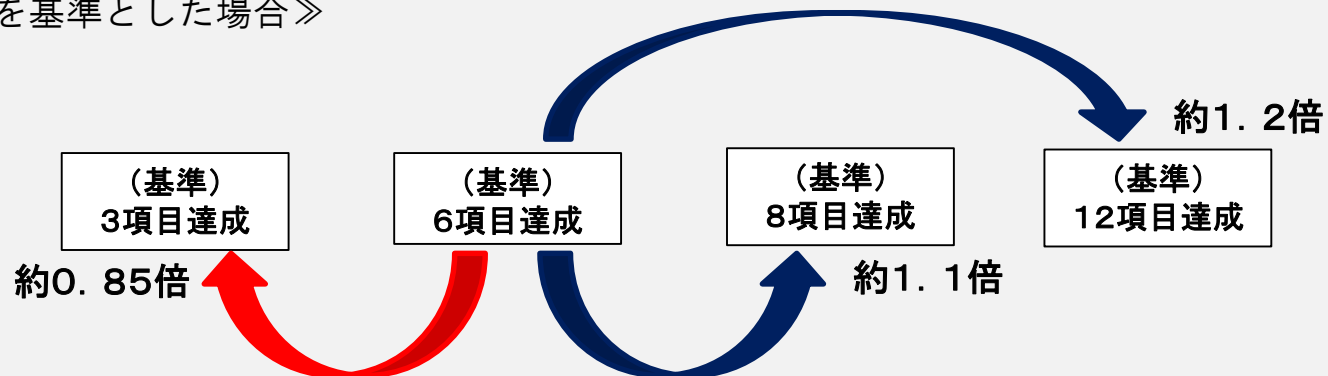 を基準とした場合≫
約1．2倍
（基準）
3項目達成
（基準）
6項目達成
（基準）
8項目達成
（基準）
12項目達成
約0．85倍
約1．1倍